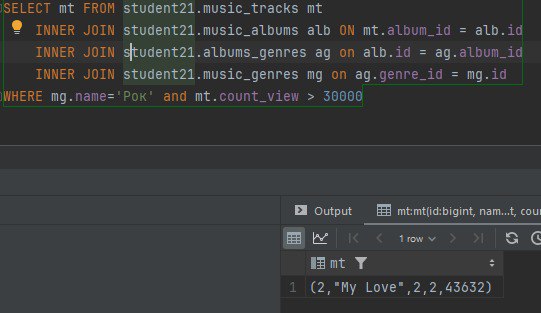 SELECT mt FROM student21.music_tracks mt
INNER JOIN student21.music_albums alb ON mt.album_id = alb.id
INNER JOIN student21.albums_genres ag on alb.id = ag.album_id
INNER JOIN student21.music_genres mg on ag.genre_id = mg.id
WHERE mg.name='Рок' and mt.count_view > 30000
Output
mt:mt(id:bigint, nam...t, cour
1 row
mt
1 (2,"My Love",2,2,43632)